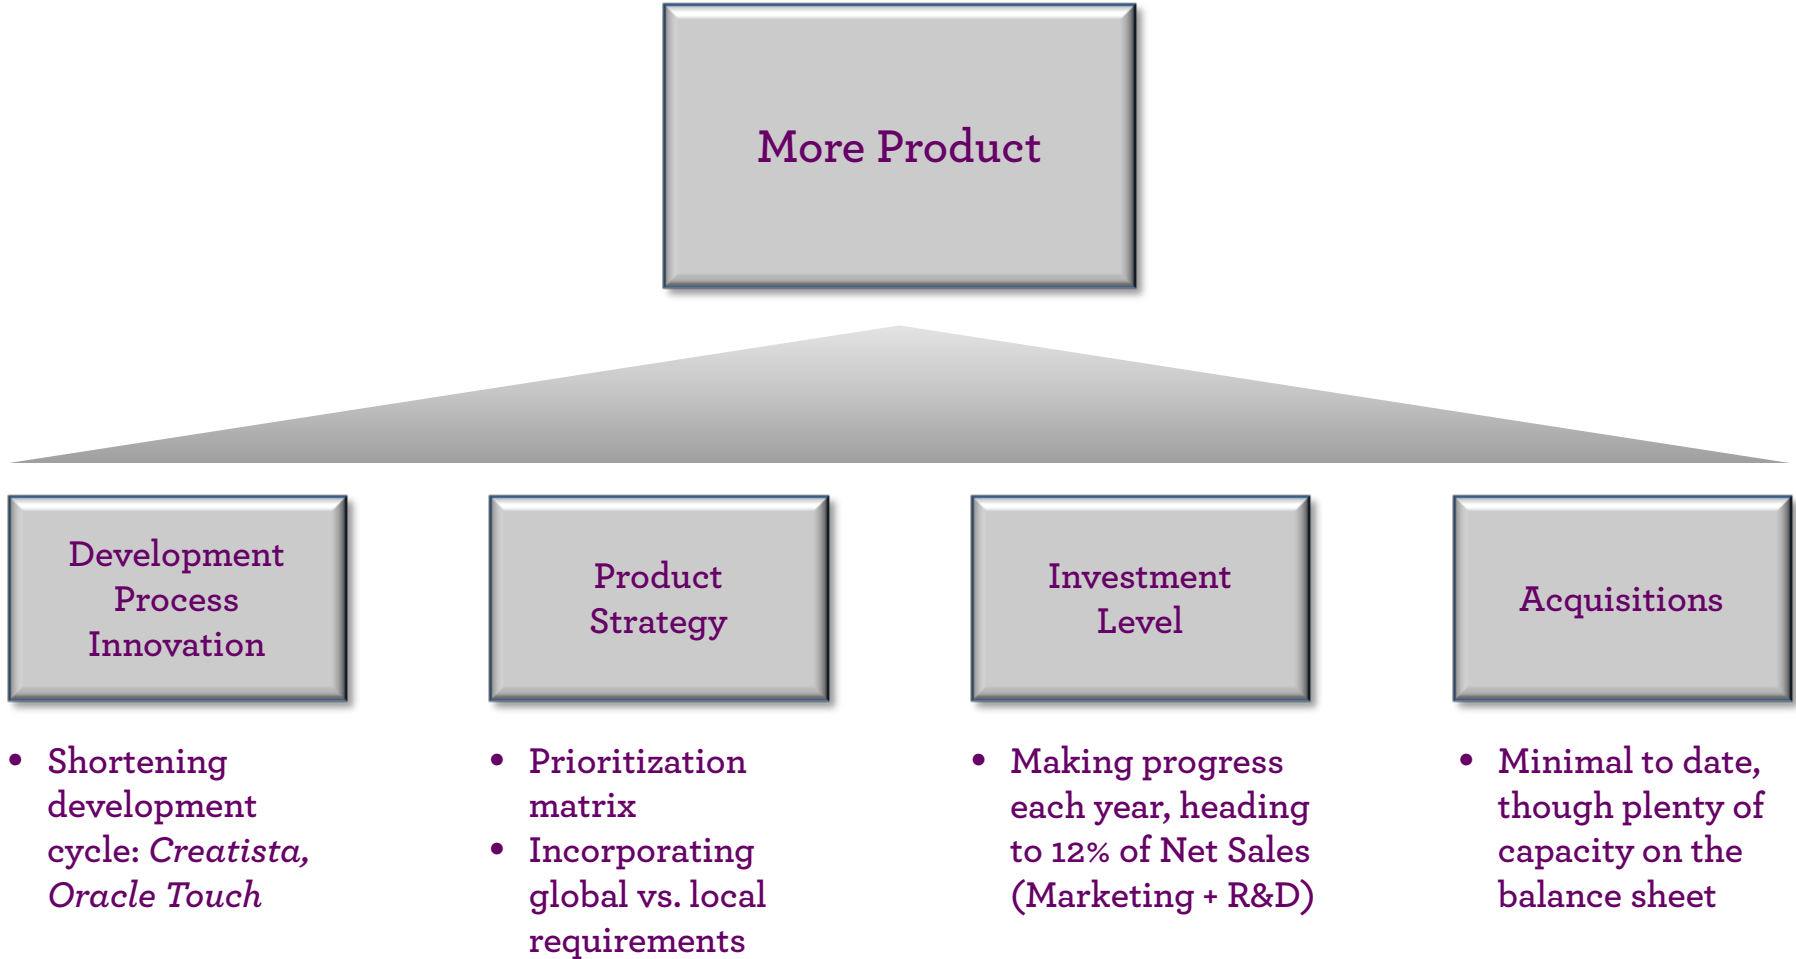 More Product
Development
Process
Innovation
Product
Strategy
Investment
Level
Acquisitions
• Shortening
development
cycle: Creatista,
Oracle Touch
• Prioritization
matrix
• Incorporating
global vs. local
requirements
• Making progress
each year, heading
to 12% of Net Sales
(Marketing + R&D)
• Minimal to date,
though plenty of
capacity on the
balance sheet